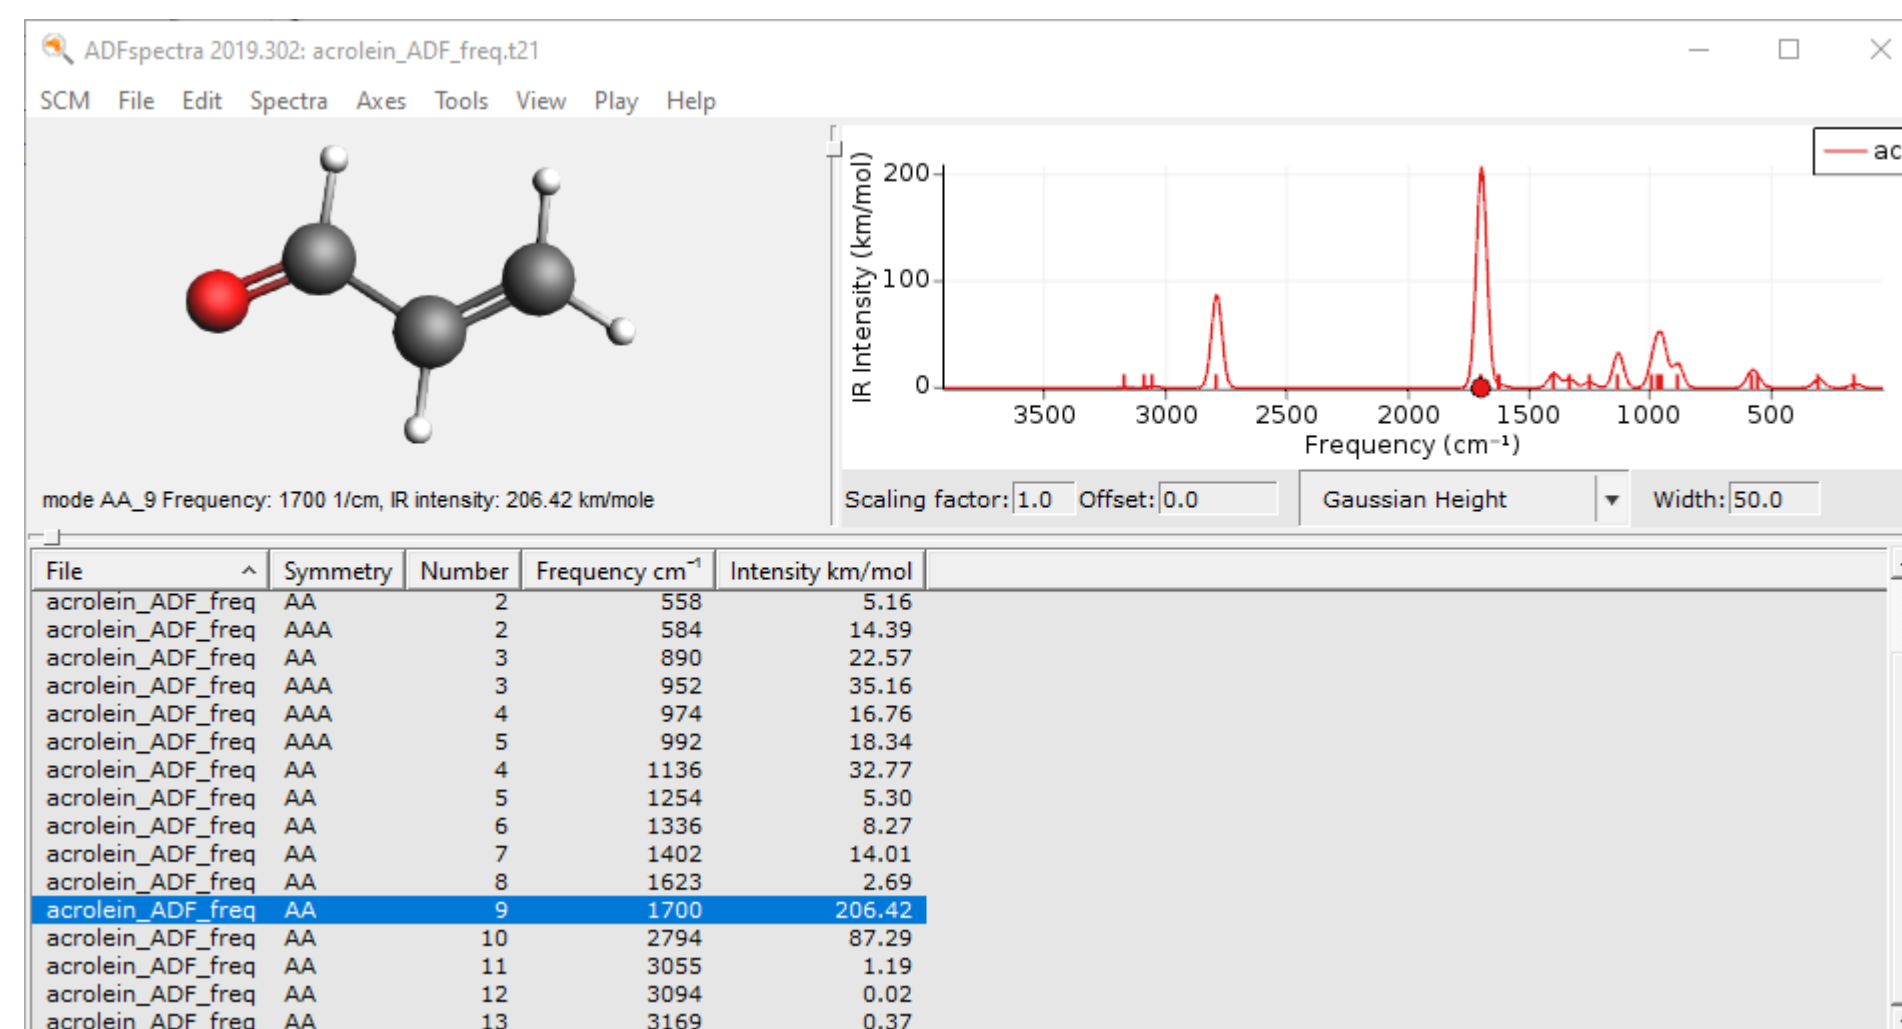 ADFspectra 2019.302: acrolein_ADF_freq.t21
SCM File Edit Spectra Axes Tools View Play Help
mode AA_9 Frequency: 1700 1/cm, IR intensity: 206.42 km/mole
IR Intensity (km/mol)
200
100
0
3500 3000 2500 2000 1500 1000 500
Frequency (cm⁻¹)
ac
Scaling factor: 1.0 Offset: 0.0 Gaussian Height Width: 50.0
File Symmetry Number Frequency cm⁻¹ Intensity km/mol
acrolein_ADF_freq AA 2 558 5.16
acrolein_ADF_freq AAA 2 584 14.39
acrolein_ADF_freq AA 3 890 22.57
acrolein_ADF_freq AAA 3 952 35.16
acrolein_ADF_freq AAA 4 974 16.76
acrolein_ADF_freq AAA 5 992 18.34
acrolein_ADF_freq AA 4 1136 32.77
acrolein_ADF_freq AA 5 1254 5.30
acrolein_ADF_freq AA 6 1336 8.27
acrolein_ADF_freq AA 7 1402 14.01
acrolein_ADF_freq AA 8 1623 2.69
acrolein_ADF_freq AA 9 1700 206.42
acrolein_ADF_freq AA 10 2794 87.29
acrolein_ADF_freq AA 11 3055 1.19
acrolein_ADF_freq AA 12 3094 0.02
acrolein_ADF_freq AA 13 3169 0.37